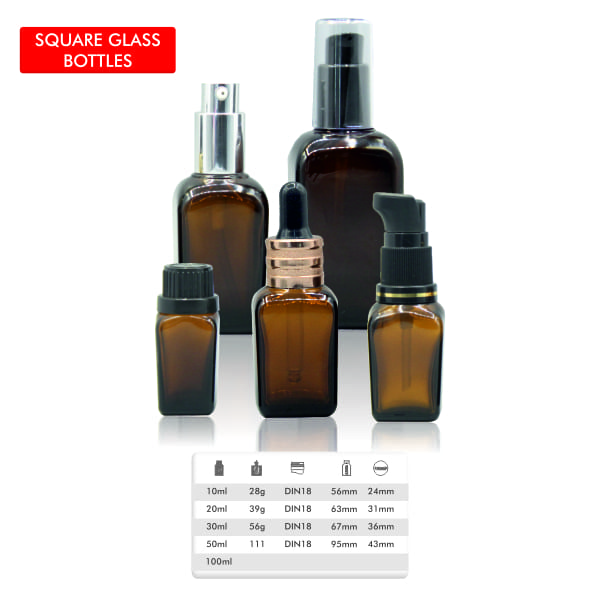 SQUARE GLASS
BOTTLES
10ml 28g DIN18 56mm 24mm
20ml 39g DIN18 63mm 31mm
30ml 56g DIN18 67mm 36mm
50ml 111 DIN18 95mm 43mm
100ml